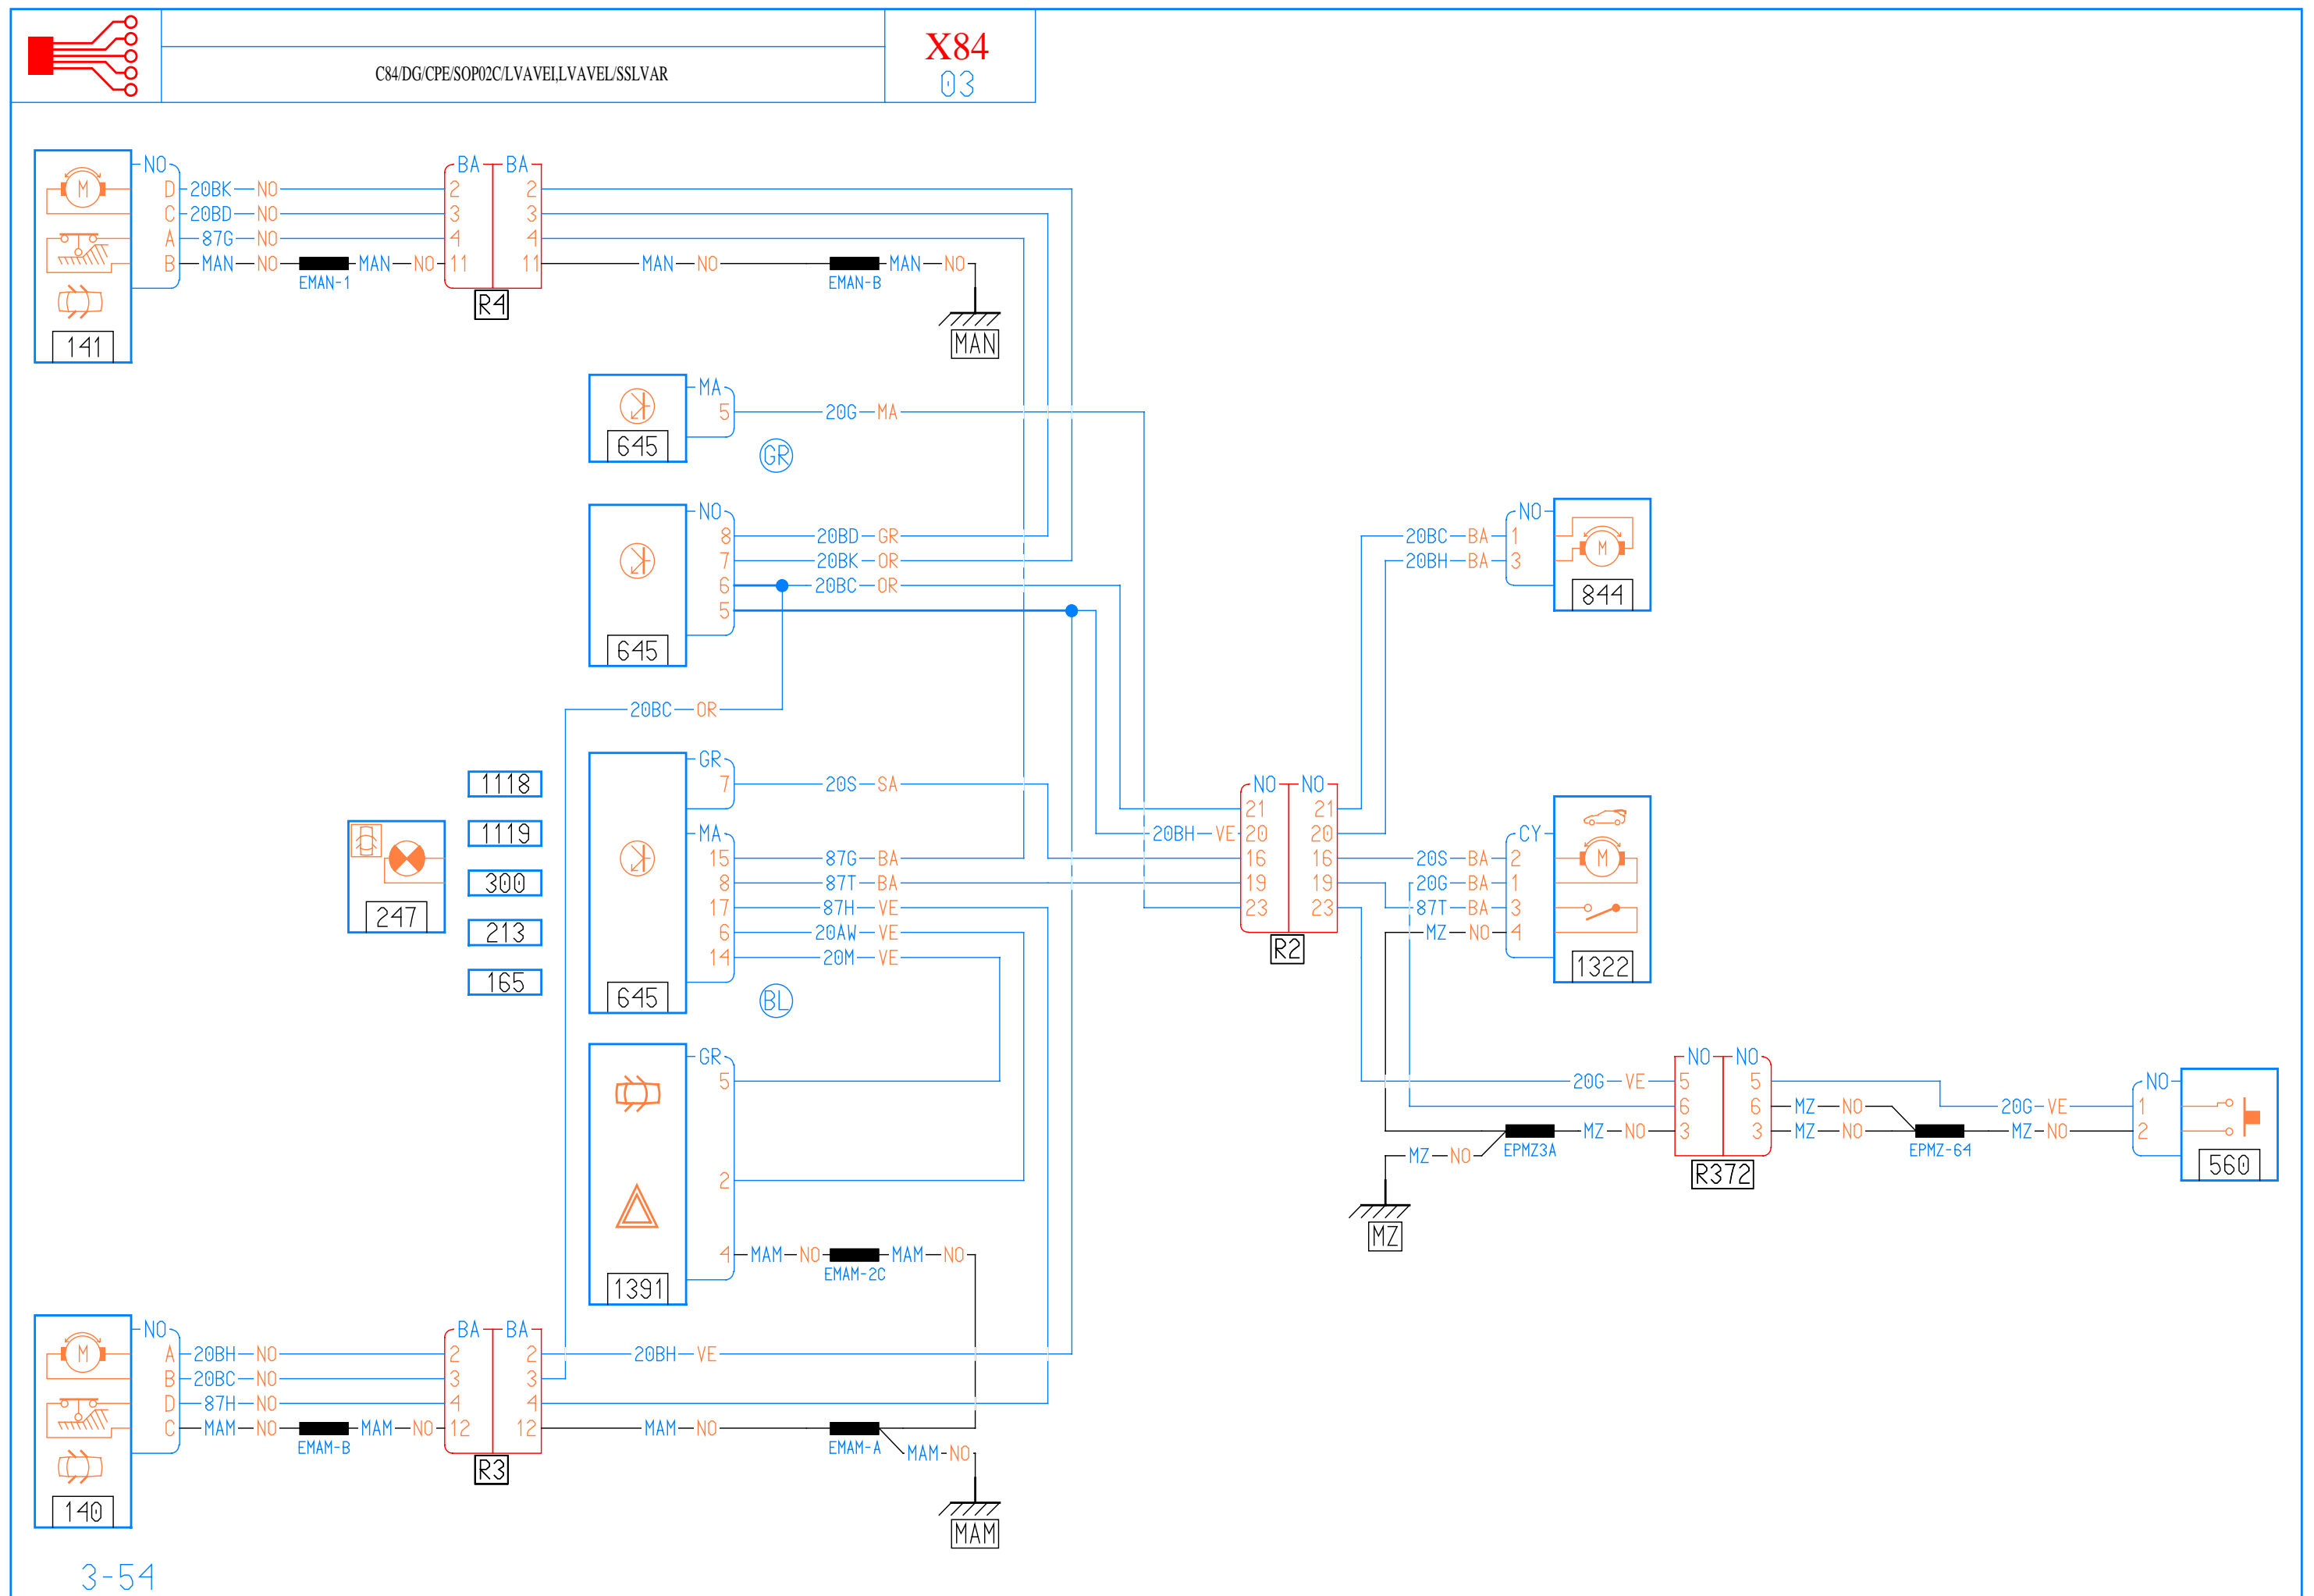 C84/DG/CPE/SOP02C/LVAVEI,LVAVEL/SSLVAR
X84
03
NO
D 20BK NO
C 20BD NO
A 87G NO
B MAN NO EMAN-1 MAN NO
M
141
BA BA
2 2
3 3
4 4
11 11
R4
MAN NO EMAN-B MAN NO
MAN
MA
5 20G MA
645
GR
NO
8 20BD GR
7 20BK OR
6 20BC OR
5
645
20BC OR
NO
20BC BA 1
20BH BA 3
M
844
1118
1119
300
213
165
247
GR
7 20S SA
MA
15 87G BA
8 87T BA
17 87H VE
6 20AW VE
14 20M VE
645
BL
NO NO
21 21
20BH VE 20 20
16 16
19 19
23 23
R2
CY
20S BA 2
20G BA 1
87T BA 3
MZ NO 4
M
1322
GR
5
2
4 MAM NO EMAM-2C MAM NO
1391
NO NO
20G VE 5 5
6 6 MZ NO
EPMZ3A MZ NO 3 3 MZ NO EPMZ-64
MZ NO
R372
MZ
NO
20G VE 1
MZ NO 2
560
NO
A 20BH NO
B 20BC NO
D 87H NO
C MAM NO EMAM-B MAM NO
M
140
BA BA
2 2 20BH VE
3 3
4 4
12 12 MAM NO EMAM-A
R3
MAM NO
MAM
3-54